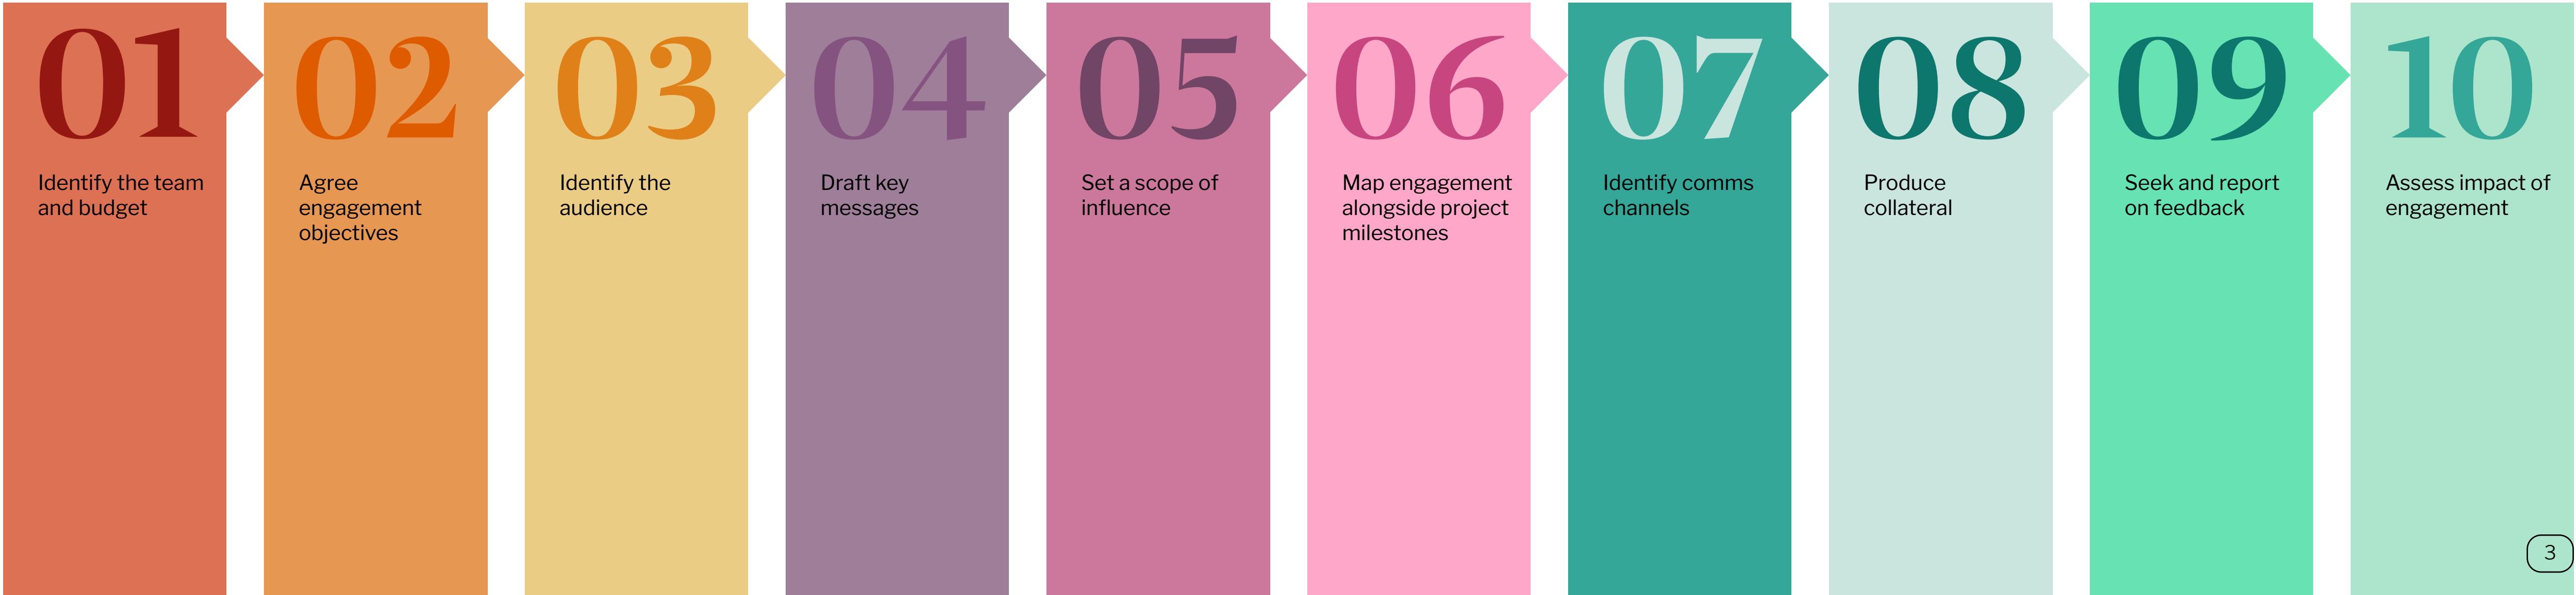 01
Identify the team
and budget
02
Agree
engagement
objectives
03
Identify the
audience
04
Draft key
messages
05
Set a scope of
influence
06
Map engagement
alongside project
milestones
07
Identify comms
channels
08
Produce
collateral
09
Seek and report
on feedback
10
Assess impact of
engagement
3